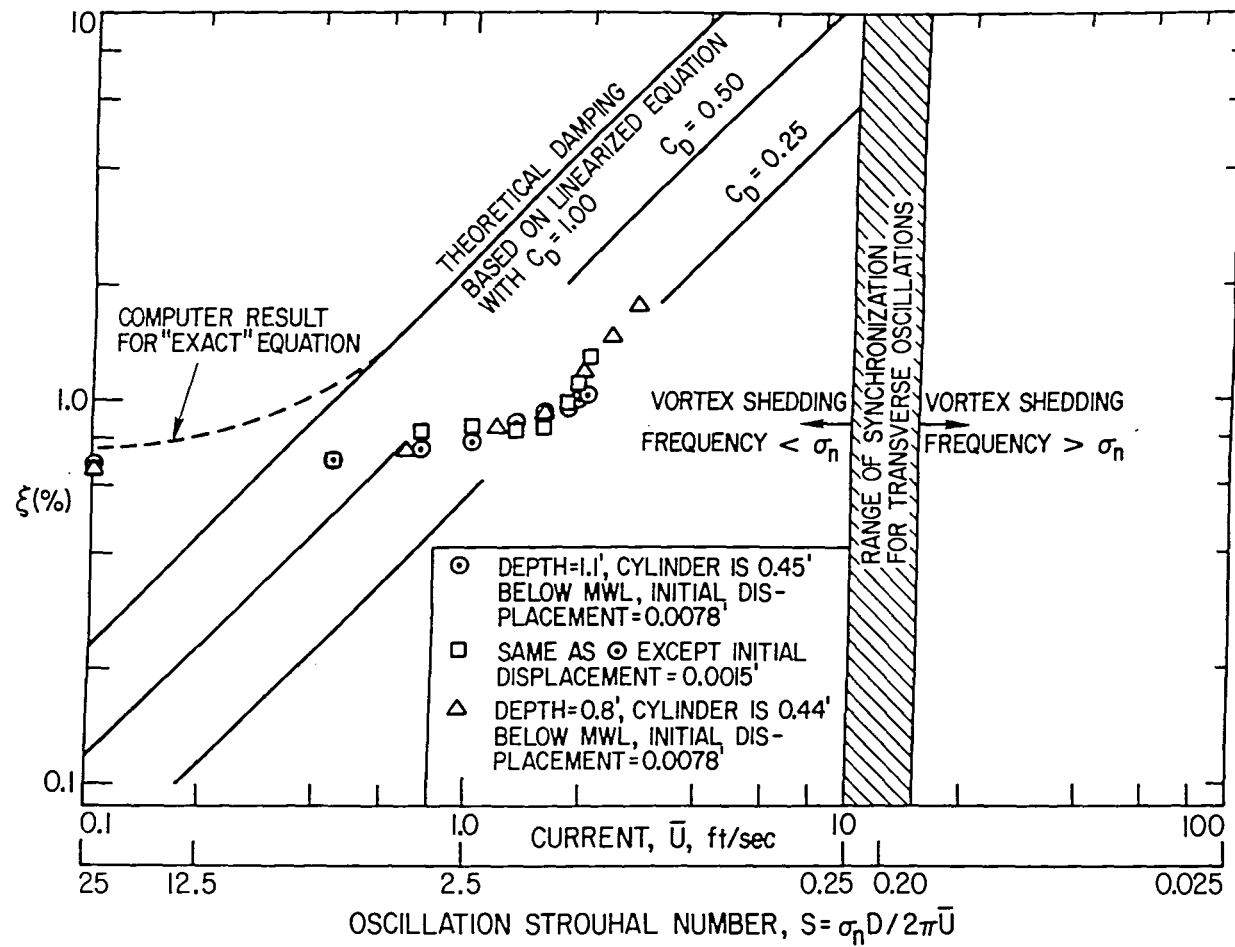 10
THEORETICAL DAMPING
BASED ON LINEARIZED EQUATION
WITH C_D = 1.00
C_D = 0.50
C_D = 0.25
COMPUTER RESULT
FOR "EXACT" EQUATION
1.0
ξ(%)
0.1
VORTEX SHEDDING
FREQUENCY < σ_n
RANGE OF SYNCHRONIZATION
FOR TRANSVERSE OSCILLATIONS
VORTEX SHEDDING
FREQUENCY > σ_n
⊙ DEPTH=1.1', CYLINDER IS 0.45'
BELOW MWL, INITIAL DIS-
PLACEMENT=0.0078'
□ SAME AS ⊙ EXCEPT INITIAL
DISPLACEMENT=0.0015'
△ DEPTH=0.8', CYLINDER IS 0.44'
BELOW MWL, INITIAL DIS-
PLACEMENT=0.0078'
0.1 1.0 10 100
CURRENT, U̅, ft/sec
25 12.5 2.5 0.25 0.20 0.025
OSCILLATION STROUHAL NUMBER, S=σ_nD/2πU̅